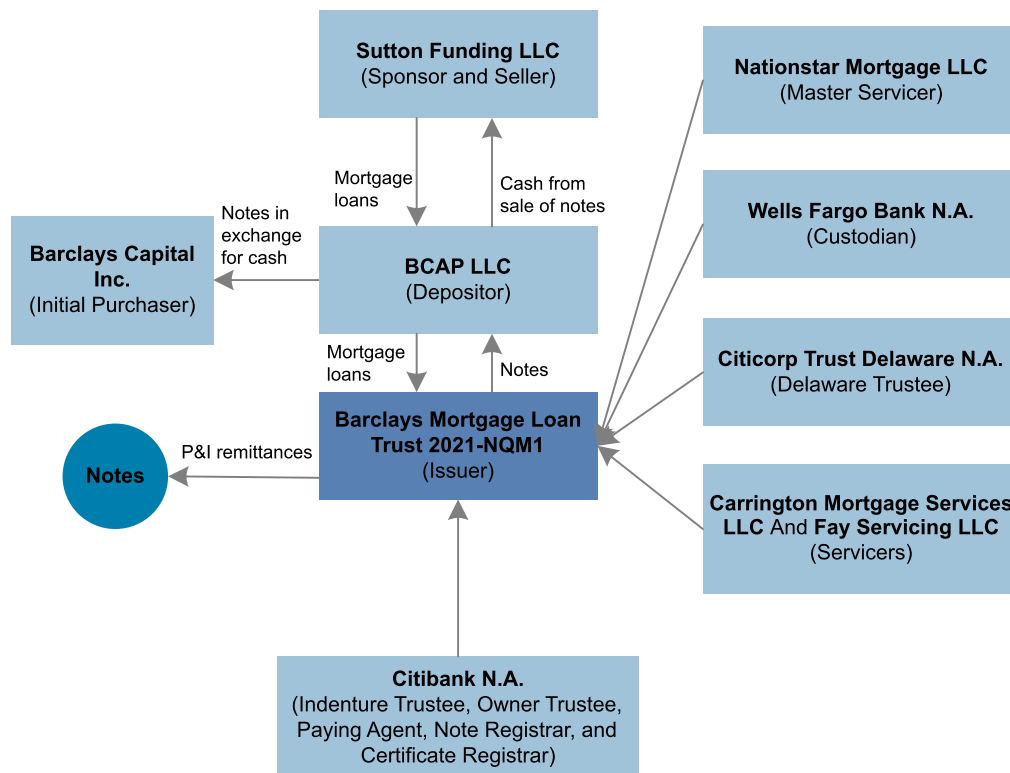 Sutton Funding LLC
(Sponsor and Seller)
Nationstar Mortgage LLC
(Master Servicer)
Mortgage
loans
Cash from
sale of notes
Wells Fargo Bank N.A.
(Custodian)
Notes in
exchange
for cash
Barclays Capital
Inc.
(Initial Purchaser)
BCAP LLC
(Depositor)
Citicorp Trust Delaware N.A.
(Delaware Trustee)
Mortgage
loans
Notes
Barclays Mortgage Loan
Trust 2021-NQM1
(Issuer)
P&I remittances
Notes
Carrington Mortgage Services
LLC And Fay Servicing LLC
(Servicers)
Citibank N.A.
(Indenture Trustee, Owner Trustee,
Paying Agent, Note Registrar, and
Certificate Registrar)